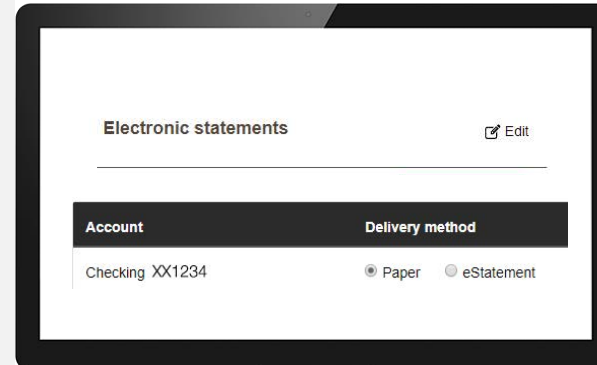 Electronic statements Edit
Account Delivery method
Checking XX1234 Paper eStatement